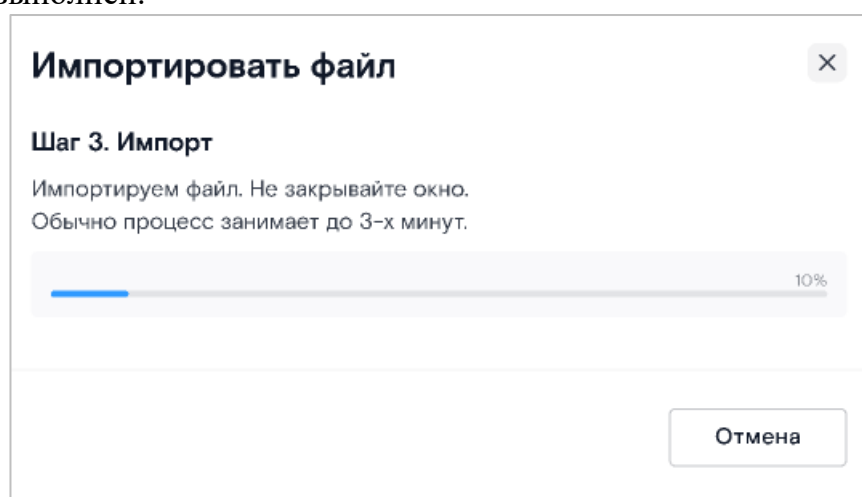 Импортировать файл
Шаг 3. Импорт
Импортируем файл. Не закрывайте окно.
Обычно процесс занимает до 3-х минут.
10%
Отмена